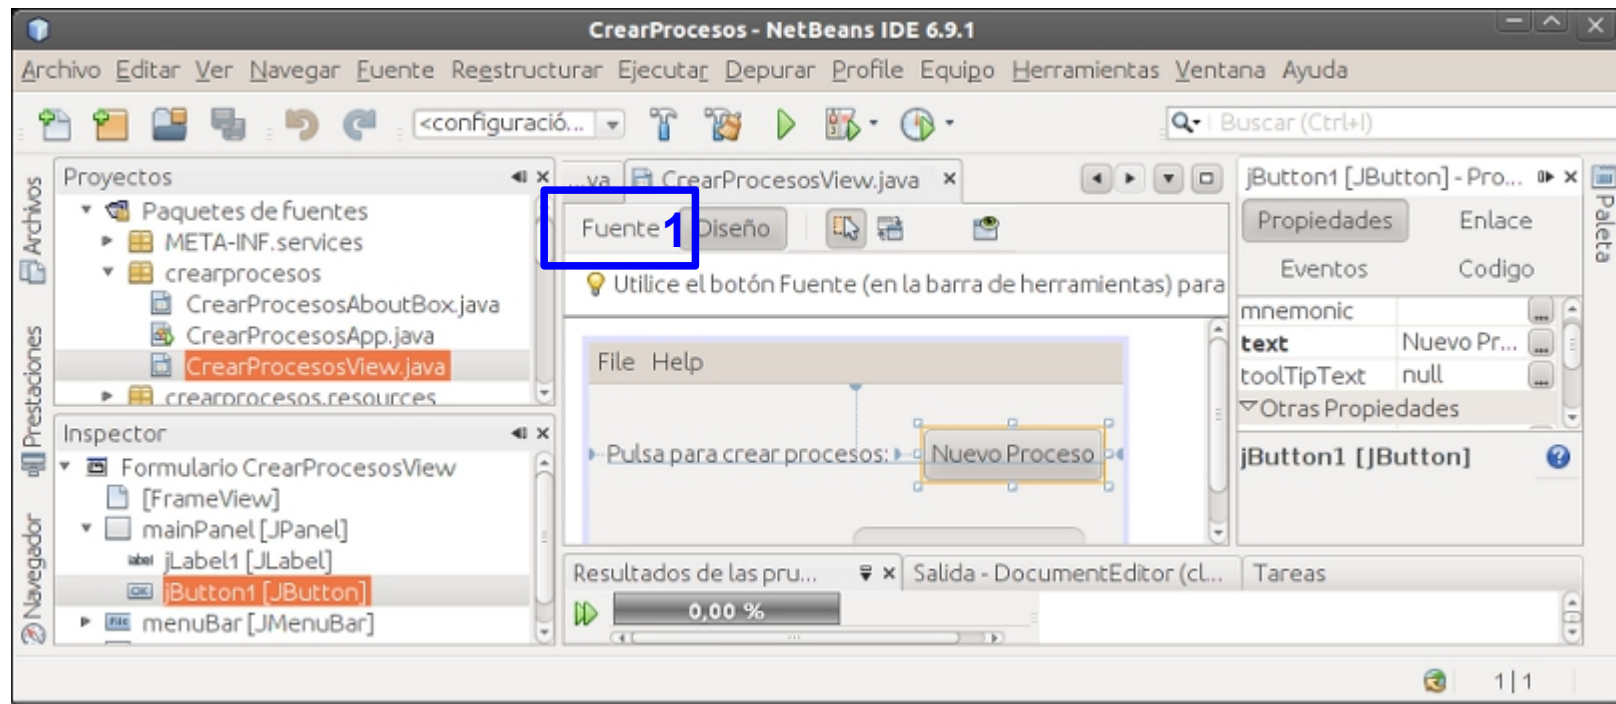 CrearProcesos - NetBeans IDE 6.9.1
Archivo Editar Ver Navegar Fuente Reestructurar Ejecutar Depurar Profile Equipo Herramientas Ventana Ayuda
<configuració... Buscar (Ctrl+I)
Archivos
Prestaciones
Navegador
Proyectos
Paquetes de fuentes
META-INF.services
crearprocesos
CrearProcesosAboutBox.java
CrearProcesosApp.java
CrearProcesosView.java
crearprocesos.resources
Inspector
Formulario CrearProcesosView
[FrameView]
mainPanel [JPanel]
label jLabel1 [JLabel]
OK jButton1 [JButton]
menuBar [JMenuBar]
...va CrearProcesosView.java
Fuente 1 Diseño
Utilice el botón Fuente (en la barra de herramientas) para
File Help
Pulsa para crear procesos: Nuevo Proceso
Resultados de las pru... Salida - DocumentEditor (cl... Tareas
0,00 %
jButton1 [JButton] - Pro...
Propiedades Enlace
Eventos Codigo
mnemonic ...
text Nuevo Pr... ...
toolTipText null ...
Otras Propiedades
jButton1 [JButton]
Paleta
1|1